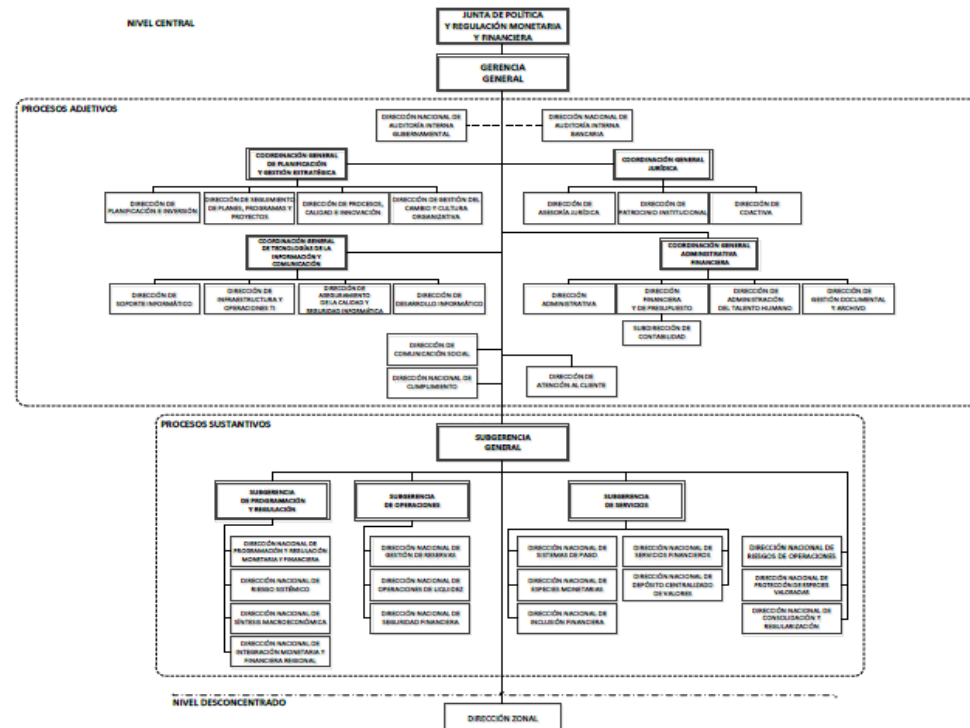 NIVEL CENTRAL
JUNTA DE POLÍTICA
Y REGULACIÓN MONETARIA
Y FINANCIERA
GERENCIA
GENERAL
PROCESOS ADJETIVOS
DIRECCIÓN NACIONAL DE
AUDITORÍA INTERNA
GUBERNAMENTAL
DIRECCIÓN NACIONAL DE
AUDITORÍA INTERNA
BANCARIA
COORDINACIÓN GENERAL
DE PLANIFICACIÓN
Y GESTIÓN ESTRATÉGICA
COORDINACIÓN GENERAL
JURÍDICA
DIRECCIÓN DE
PLANIFICACIÓN E INVERSIÓN
DIRECCIÓN DE SEGUIMIENTO
DE PLANES, PROGRAMAS Y
PROYECTOS
DIRECCIÓN DE PROCESOS,
CALIDAD E INNOVACIÓN
DIRECCIÓN DE GESTIÓN DEL
CAMBIO Y CULTURA
ORGANIZATIVA
DIRECCIÓN DE
ASESORÍA JURÍDICA
DIRECCIÓN DE
PATROCINIO INSTITUCIONAL
DIRECCIÓN DE
COACTIVA
COORDINACIÓN GENERAL
DE TECNOLOGÍAS DE LA
INFORMACIÓN Y
COMUNICACIÓN
COORDINACIÓN GENERAL
ADMINISTRATIVA
FINANCIERA
DIRECCIÓN DE
SOPORTE INFORMÁTICO
DIRECCIÓN DE
INFRAESTRUCTURA Y
OPERACIONES TI
DIRECCIÓN DE
ASEGURAMIENTO
DE LA CALIDAD Y
SEGURIDAD INFORMÁTICA
DIRECCIÓN DE
DESARROLLO INFORMÁTICO
DIRECCIÓN
ADMINISTRATIVA
DIRECCIÓN
FINANCIERA
Y DE PRESUPUESTO
DIRECCIÓN DE
ADMINISTRACIÓN
DEL TALENTO HUMANO
DIRECCIÓN DE
GESTIÓN DOCUMENTAL
Y ARCHIVO
SUBDIRECCIÓN DE
CONTABILIDAD
DIRECCIÓN DE
COMUNICACIÓN SOCIAL
DIRECCIÓN NACIONAL DE
CUMPLIMIENTO
DIRECCIÓN DE
ATENCIÓN AL CLIENTE
PROCESOS SUSTANTIVOS
SUBGERENCIA
GENERAL
SUBGERENCIA
DE PROGRAMACIÓN
Y REGULACIÓN
SUBGERENCIA
DE OPERACIONES
SUBGERENCIA
DE SERVICIOS
DIRECCIÓN NACIONAL DE
PROGRAMACIÓN Y REGULACIÓN
MONETARIA Y FINANCIERA
DIRECCIÓN NACIONAL DE
RIESGO SISTÉMICO
DIRECCIÓN NACIONAL DE
SÍNTESIS MACROECONÓMICA
DIRECCIÓN NACIONAL DE
INTEGRACIÓN MONETARIA Y
FINANCIERA REGIONAL
DIRECCIÓN NACIONAL DE
GESTIÓN DE RESERVAS
DIRECCIÓN NACIONAL DE
OPERACIONES DE LIQUIDEZ
DIRECCIÓN NACIONAL DE
SEGURIDAD FINANCIERA
DIRECCIÓN NACIONAL DE
SISTEMAS DE PAGO
DIRECCIÓN NACIONAL DE
ESPECIES MONETARIAS
DIRECCIÓN NACIONAL DE
INCLUSIÓN FINANCIERA
DIRECCIÓN NACIONAL DE
SERVICIOS FINANCIEROS
DIRECCIÓN NACIONAL DE
DEPÓSITO CENTRALIZADO
DE VALORES
DIRECCIÓN NACIONAL DE
RIESGOS DE OPERACIONES
DIRECCIÓN NACIONAL DE
PROTECCIÓN DE ESPECIES
VALORADAS
DIRECCIÓN NACIONAL DE
CONSOLIDACIÓN Y
REGULARIZACIÓN
NIVEL DESCONCENTRADO
DIRECCIÓN ZONAL